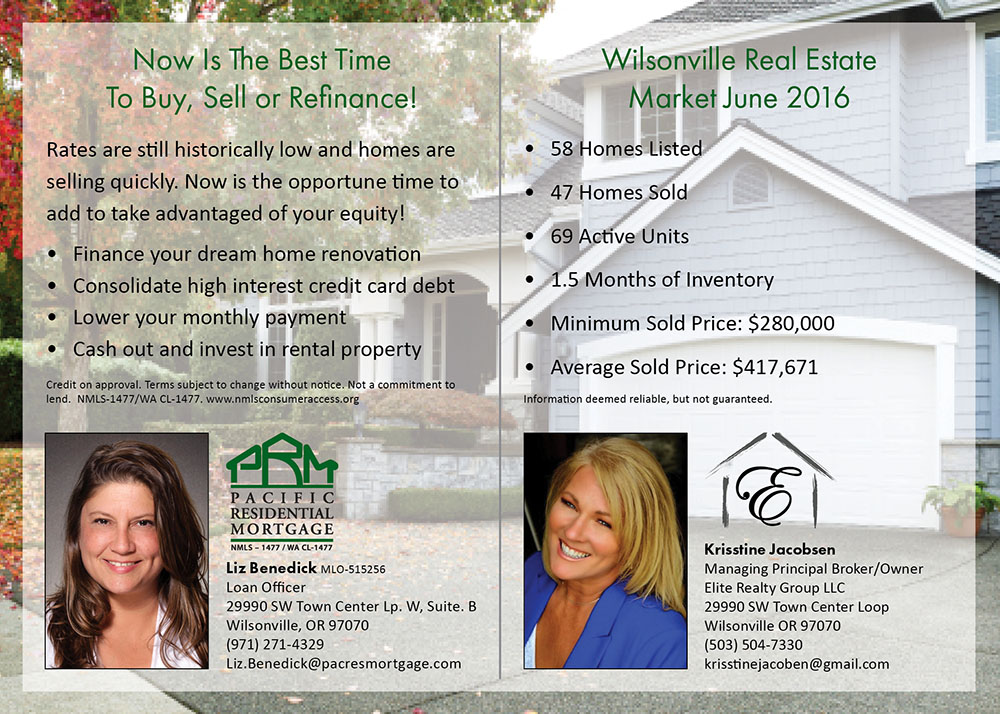 Now Is The Best Time
To Buy, Sell or Refinance!
Rates are still historically low and homes are
selling quickly. Now is the opportune time to
add to take advantaged of your equity!
• Finance your dream home renovation
• Consolidate high interest credit card debt
• Lower your monthly payment
• Cash out and invest in rental property
Credit on approval. Terms subject to change without notice. Not a commitment to
lend. NMLS-1477/WA CL-1477. www.nmlsconsumeraccess.org
PRM
PACIFIC
RESIDENTIAL
MORTGAGE
NMLS – 1477 / WA CL-1477
Liz Benedick MLO-515256
Loan Officer
29990 SW Town Center Lp. W, Suite. B
Wilsonville, OR 97070
(971) 271-4329
Liz.Benedick@pacresmortgage.com
Wilsonville Real Estate
Market June 2016
• 58 Homes Listed
• 47 Homes Sold
• 69 Active Units
• 1.5 Months of Inventory
• Minimum Sold Price: $280,000
• Average Sold Price: $417,671
Information deemed reliable, but not guaranteed.
E
Krisstine Jacobsen
Managing Principal Broker/Owner
Elite Realty Group LLC
29990 SW Town Center Loop
Wilsonville OR 97070
(503) 504-7330
krisstinejacoben@gmail.com